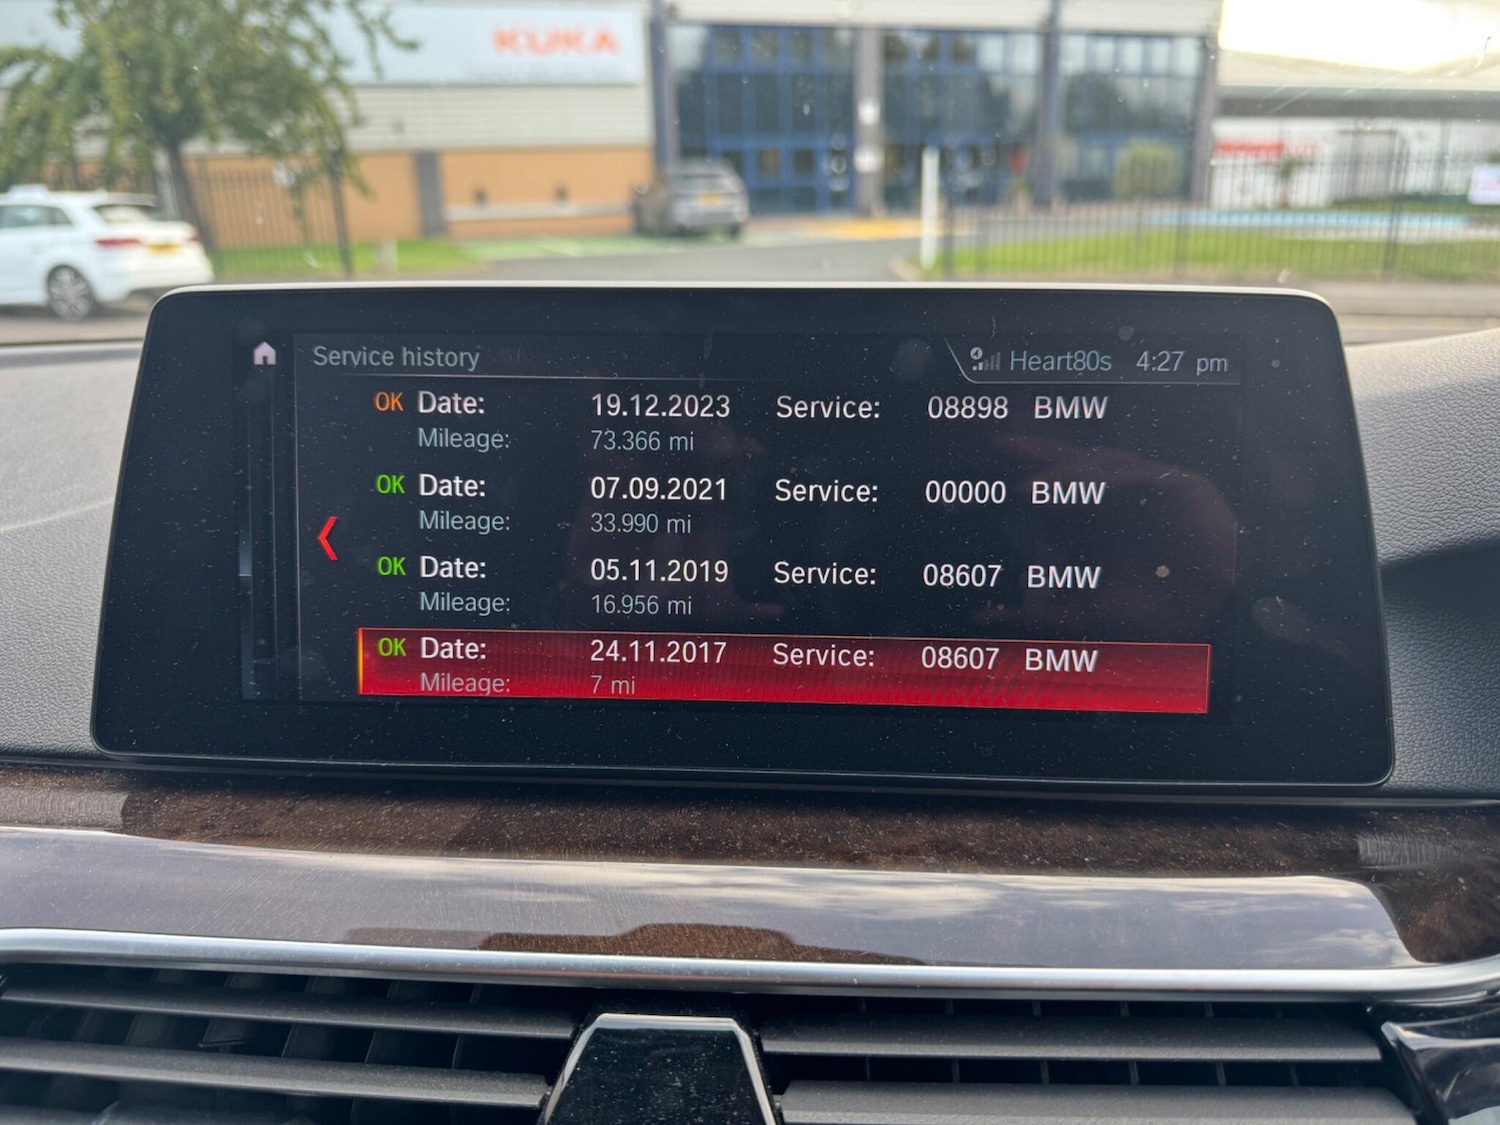 KUKA
Service history Heart80s 4:27 pm
OK Date: 19.12.2023 Service: 08898 BMW
Mileage: 73.366 mi
OK Date: 07.09.2021 Service: 00000 BMW
Mileage: 33.990 mi
OK Date: 05.11.2019 Service: 08607 BMW
Mileage: 16.956 mi
OK Date: 24.11.2017 Service: 08607 BMW
Mileage: 7 mi